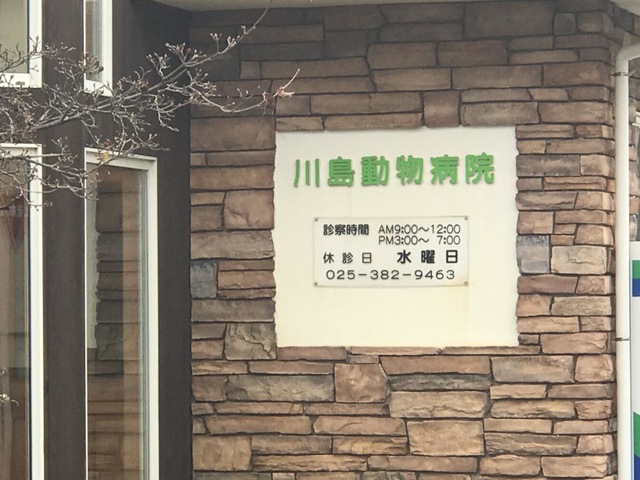 川島動物病院
診察時間 AM9:00〜12:00
PM3:00〜 7:00
休診日 水曜日
025-382-9463